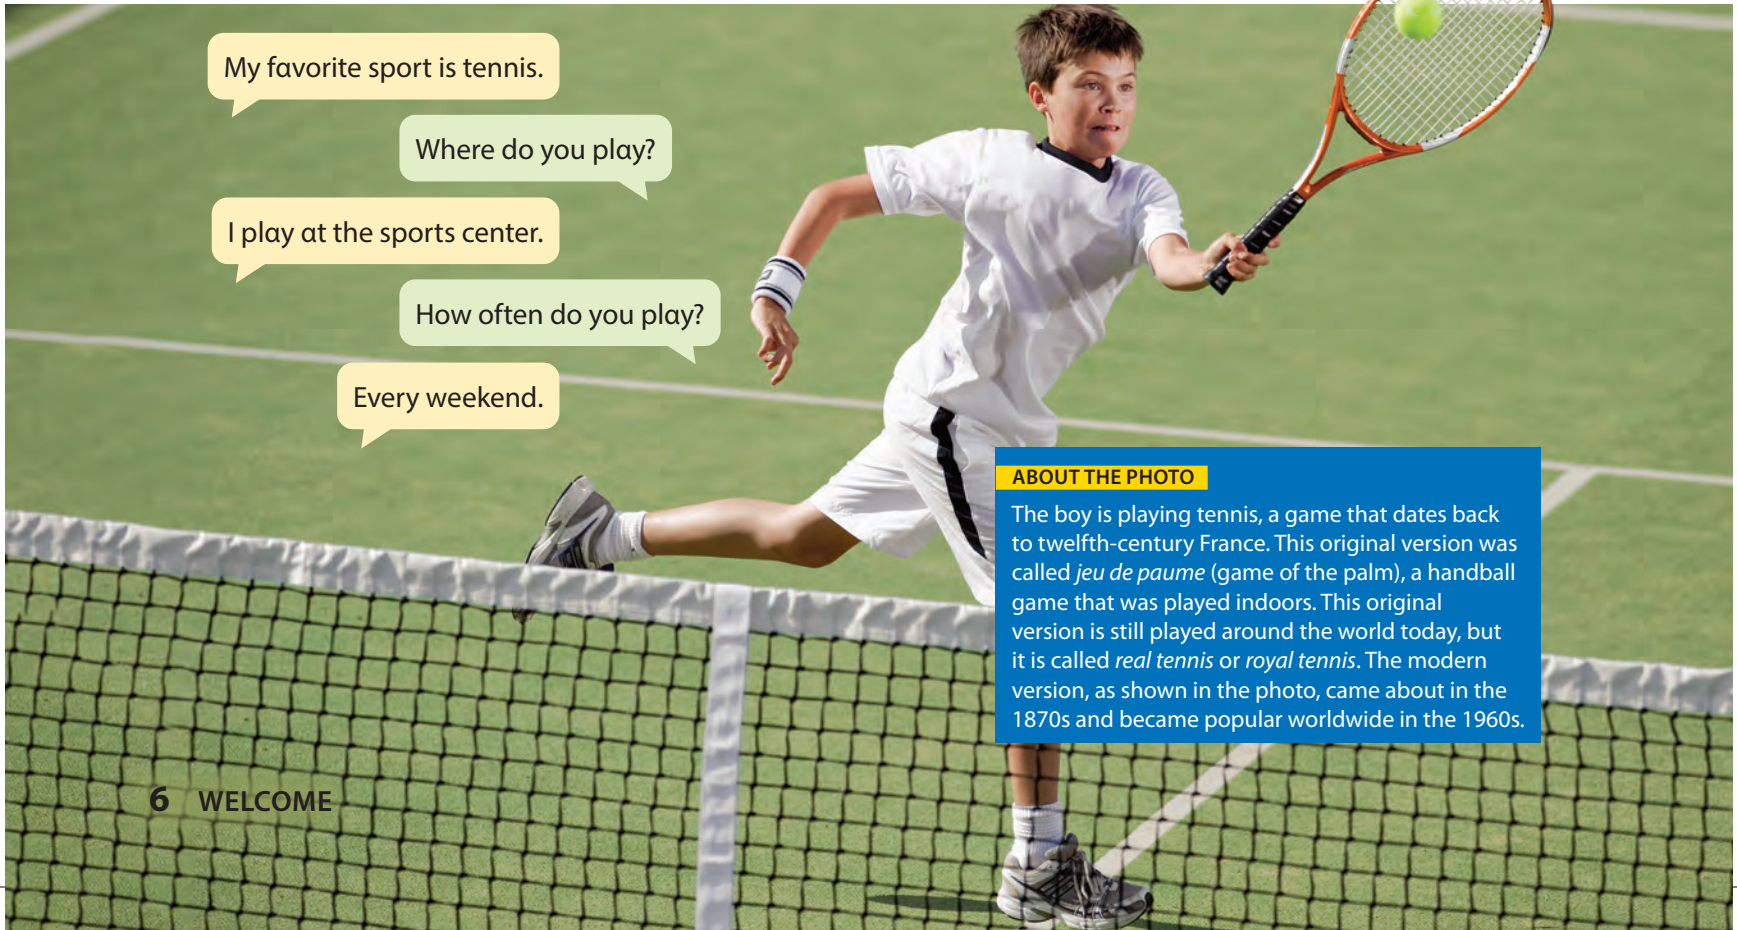 My favorite sport is tennis.
Where do you play?
I play at the sports center.
How often do you play?
Every weekend.
ABOUT THE PHOTO
The boy is playing tennis, a game that dates back
to twelfth-century France. This original version was
called jeu de paume (game of the palm), a handball
game that was played indoors. This original
version is still played around the world today, but
it is called real tennis or royal tennis. The modern
version, as shown in the photo, came about in the
1870s and became popular worldwide in the 1960s.
6 WELCOME